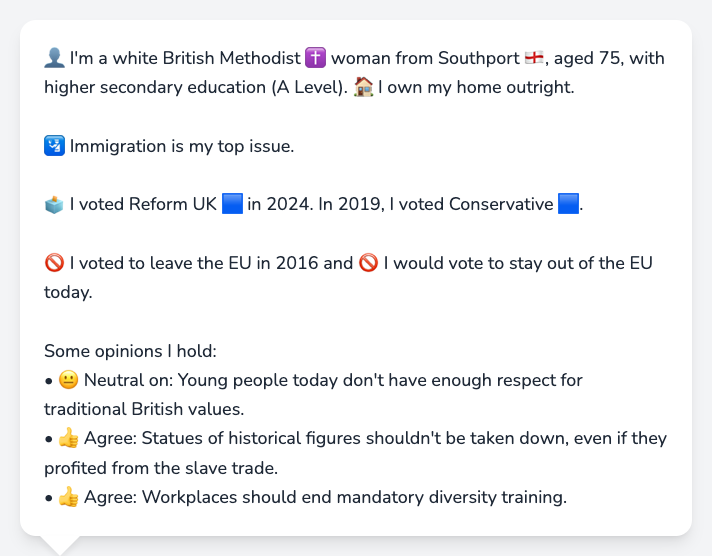 👤 I'm a white British Methodist ✝️ woman from Southport 🏴󠁧󠁢󠁥󠁮󠁧󠁿, aged 75, with
higher secondary education (A Level). 🏠 I own my home outright.
🛂 Immigration is my top issue.
🗳️ I voted Reform UK 🟦 in 2024. In 2019, I voted Conservative 🟦.
🚫 I voted to leave the EU in 2016 and 🚫 I would vote to stay out of the EU
today.
Some opinions I hold:
• 😐 Neutral on: Young people today don't have enough respect for
traditional British values.
• 👍 Agree: Statues of historical figures shouldn't be taken down, even if they
profited from the slave trade.
• 👍 Agree: Workplaces should end mandatory diversity training.